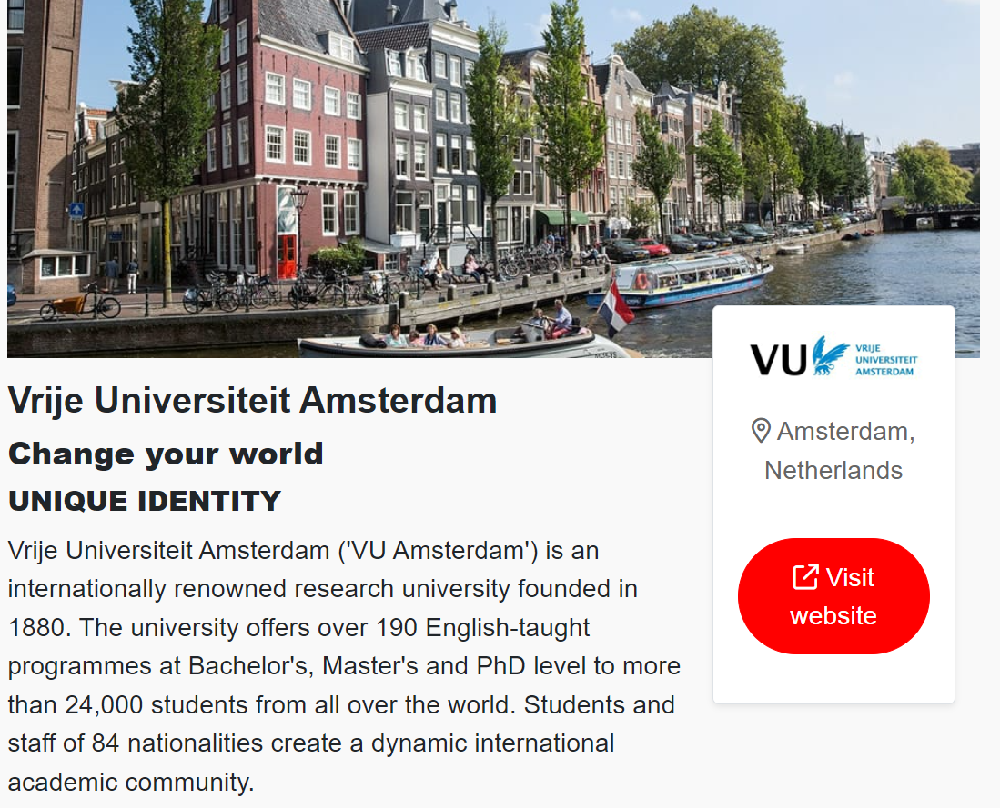 VU VRIJE
UNIVERSITEIT
AMSTERDAM
Vrije Universiteit Amsterdam
Change your world
UNIQUE IDENTITY
Vrije Universiteit Amsterdam ('VU Amsterdam') is an
internationally renowned research university founded in
1880. The university offers over 190 English-taught
programmes at Bachelor's, Master's and PhD level to more
than 24,000 students from all over the world. Students and
staff of 84 nationalities create a dynamic international
academic community.
Amsterdam,
Netherlands
Visit
website